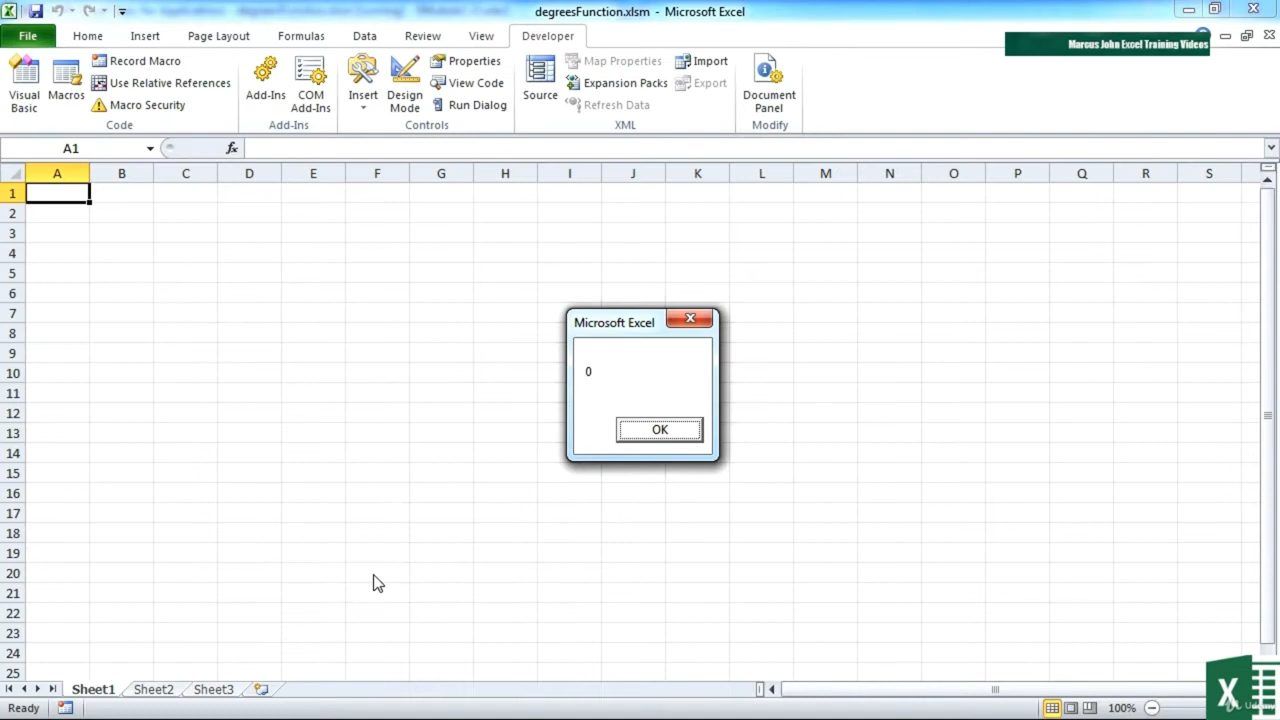 degreesFunction.xlsm - Microsoft Excel
File Home Insert Page Layout Formulas Data Review View Developer
Marcus John Excel Training Videos
Visual Basic
Macros
Record Macro
Use Relative References
Macro Security
Code
Add-Ins
COM Add-Ins
Add-Ins
Insert
Design Mode
Properties
View Code
Run Dialog
Controls
Source
Map Properties
Expansion Packs
Refresh Data
Import
Export
XML
Document Panel
Modify
A1 fx
A B C D E F G H I J K L M N O P Q R S
1
2
3
4
5
6
7
8
9
10
11
12
13
14
15
16
17
18
19
20
21
22
23
24
25
Microsoft Excel
0
OK
Sheet1 Sheet2 Sheet3
Ready 100%
Udemy